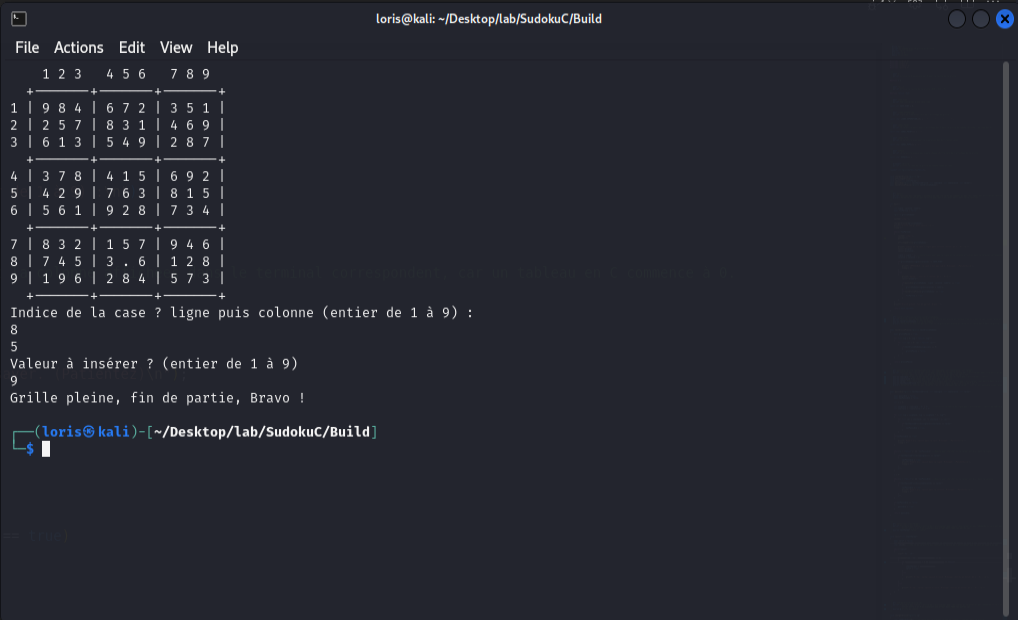 loris@kali: ~/Desktop/lab/SudokuC/Build
File Actions Edit View Help
1 2 3 4 5 6 7 8 9
1 | 9 8 4 | 6 7 2 | 3 5 1 |
2 | 2 5 7 | 8 3 1 | 4 6 9 |
3 | 6 1 3 | 5 4 9 | 2 8 7 |
4 | 3 7 8 | 4 1 5 | 6 9 2 |
5 | 4 2 9 | 7 6 3 | 8 1 5 |
6 | 5 6 1 | 9 2 8 | 7 3 4 |
7 | 8 3 2 | 1 5 7 | 9 4 6 |
8 | 7 4 5 | 3 . 6 | 1 2 8 |
9 | 1 9 6 | 2 8 4 | 5 7 3 |
Indice de la case ? ligne puis colonne (entier de 1 à 9) :
8
5
Valeur à insérer ? (entier de 1 à 9)
9
Grille pleine, fin de partie, Bravo !
┌──(loris㉿kali)-[~/Desktop/lab/SudokuC/Build]
└─$